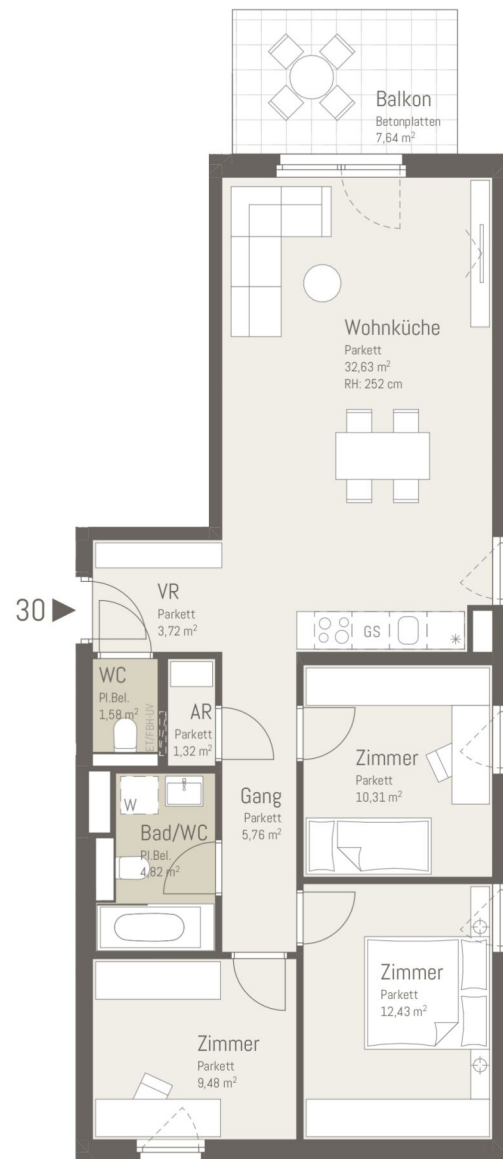 Balkon
Betonplatten
7,64 m²
Wohnküche
Parkett
32,63 m²
RH: 252 cm
30
VR
Parkett
3,72 m²
GS
*
WC
Pl.Bel.
1,58 m²
ET/FBH-UV
AR
Parkett
1,32 m²
Zimmer
Parkett
10,31 m²
Gang
Parkett
5,76 m²
W
Bad/WC
Pl.Bel.
4,82 m²
Zimmer
Parkett
12,43 m²
Zimmer
Parkett
9,48 m²